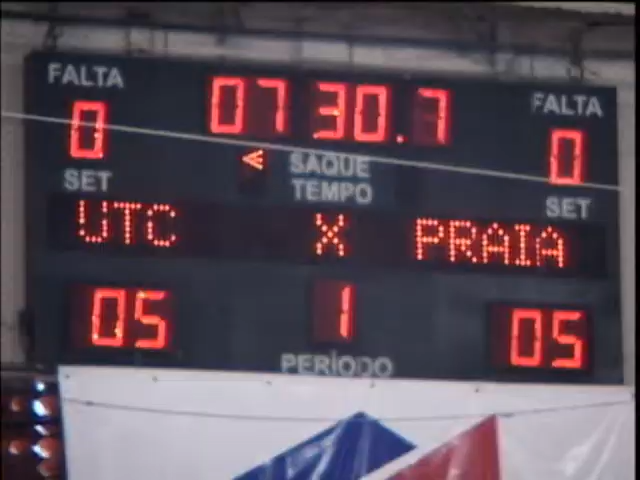 FALTA 07 30.7 FALTA
0 < SAQUE 0
SET TEMPO SET
UTC X PRAIA
05 1 05
PERÍODO